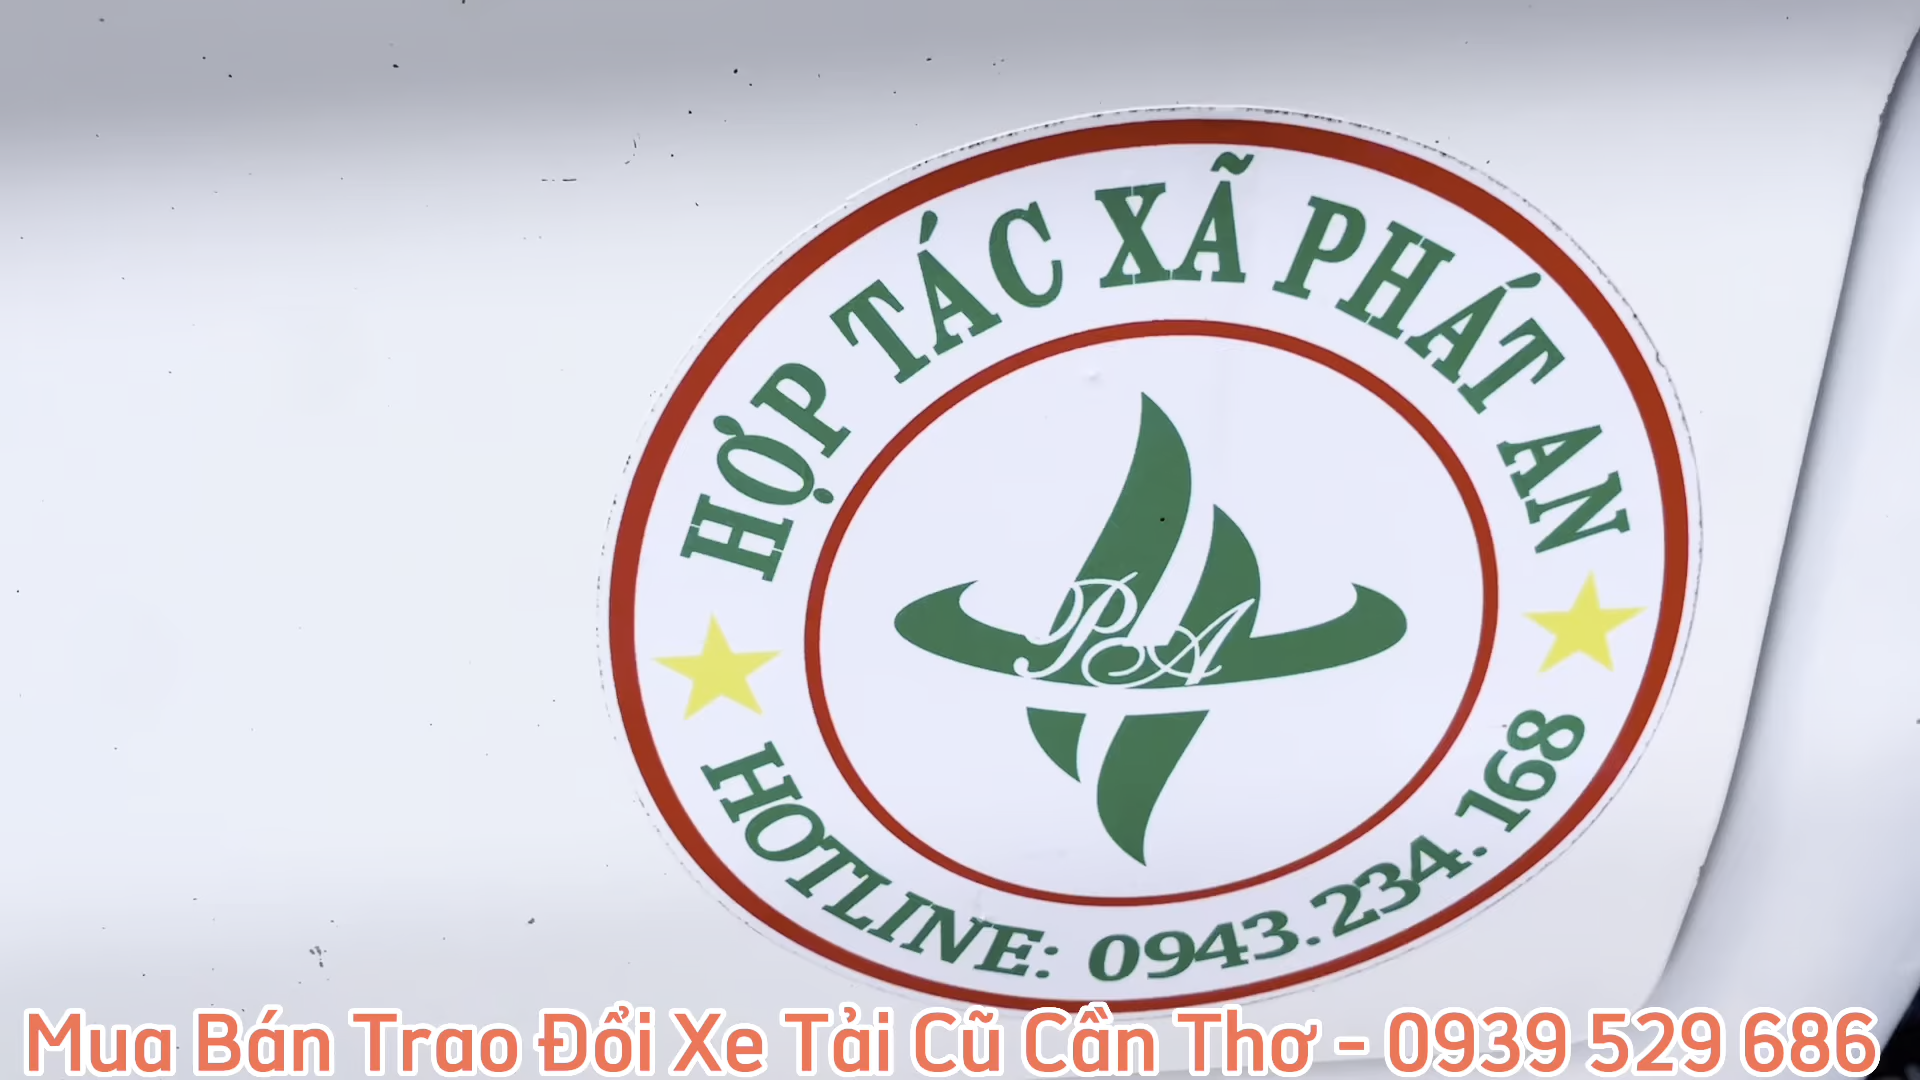 HỢP TÁC XÃ PHÁT AN
PA
HOTLINE: 0943.234.168
Mua Bán Trao Đổi Xe Tải Cũ Cần Thơ - 0939 529 686